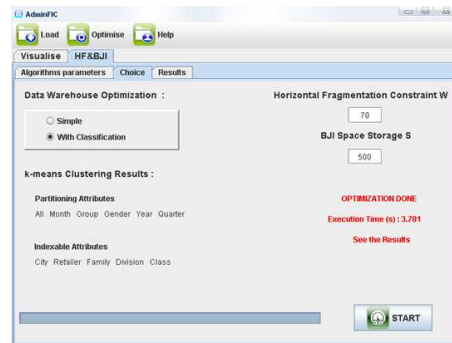 AdminFIC
Load Optimise Help
Visualise HF&BJI
Algorithms parameters Choice Results
Data Warehouse Optimization :
Horizontal Fragmentation Constraint W
70
Simple
With Classification
BJI Space Storage S
500
k-means Clustering Results :
Partitioning Attributes
All Month Group Gender Year Quarter
OPTIMIZATION DONE
Execution Time (s) : 3.781
See the Results
Indexable Attributes
City Retailer Family Division Class
START